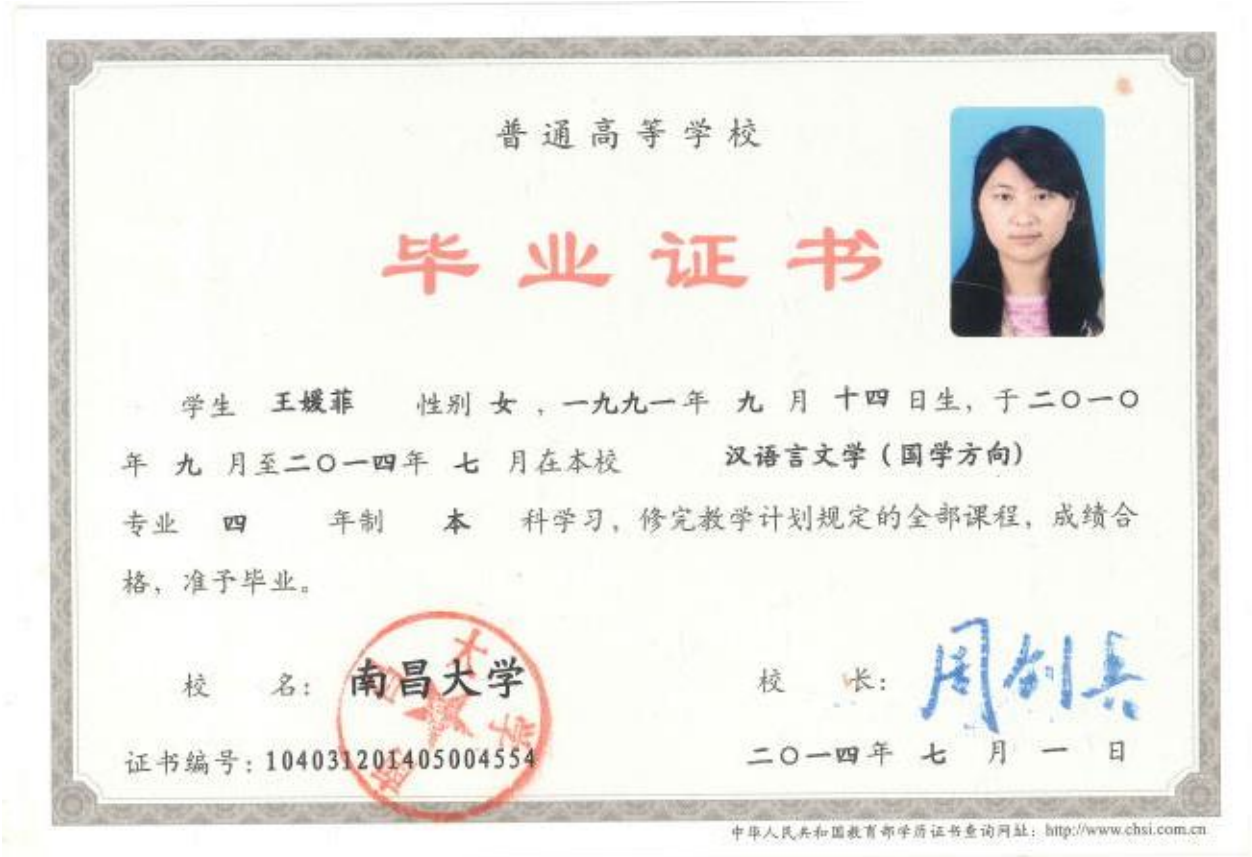 普通高等学校
毕业证书
学生 王媛菲 性别 女 ，一九九一年 九 月 十四 日生，于二〇一〇
年 九 月至二〇一四年 七 月在本校 汉语言文学（国学方向）
专业 四 年制 本 科学习，修完教学计划规定的全部课程，成绩合
格，准予毕业。
校 名：南昌大学
南昌大学
校 长：周创兵
证书编号：104031201405004554
二〇一四年 七 月 一 日
中华人民共和国教育部学历证书查询网址：http://www.chsi.com.cn